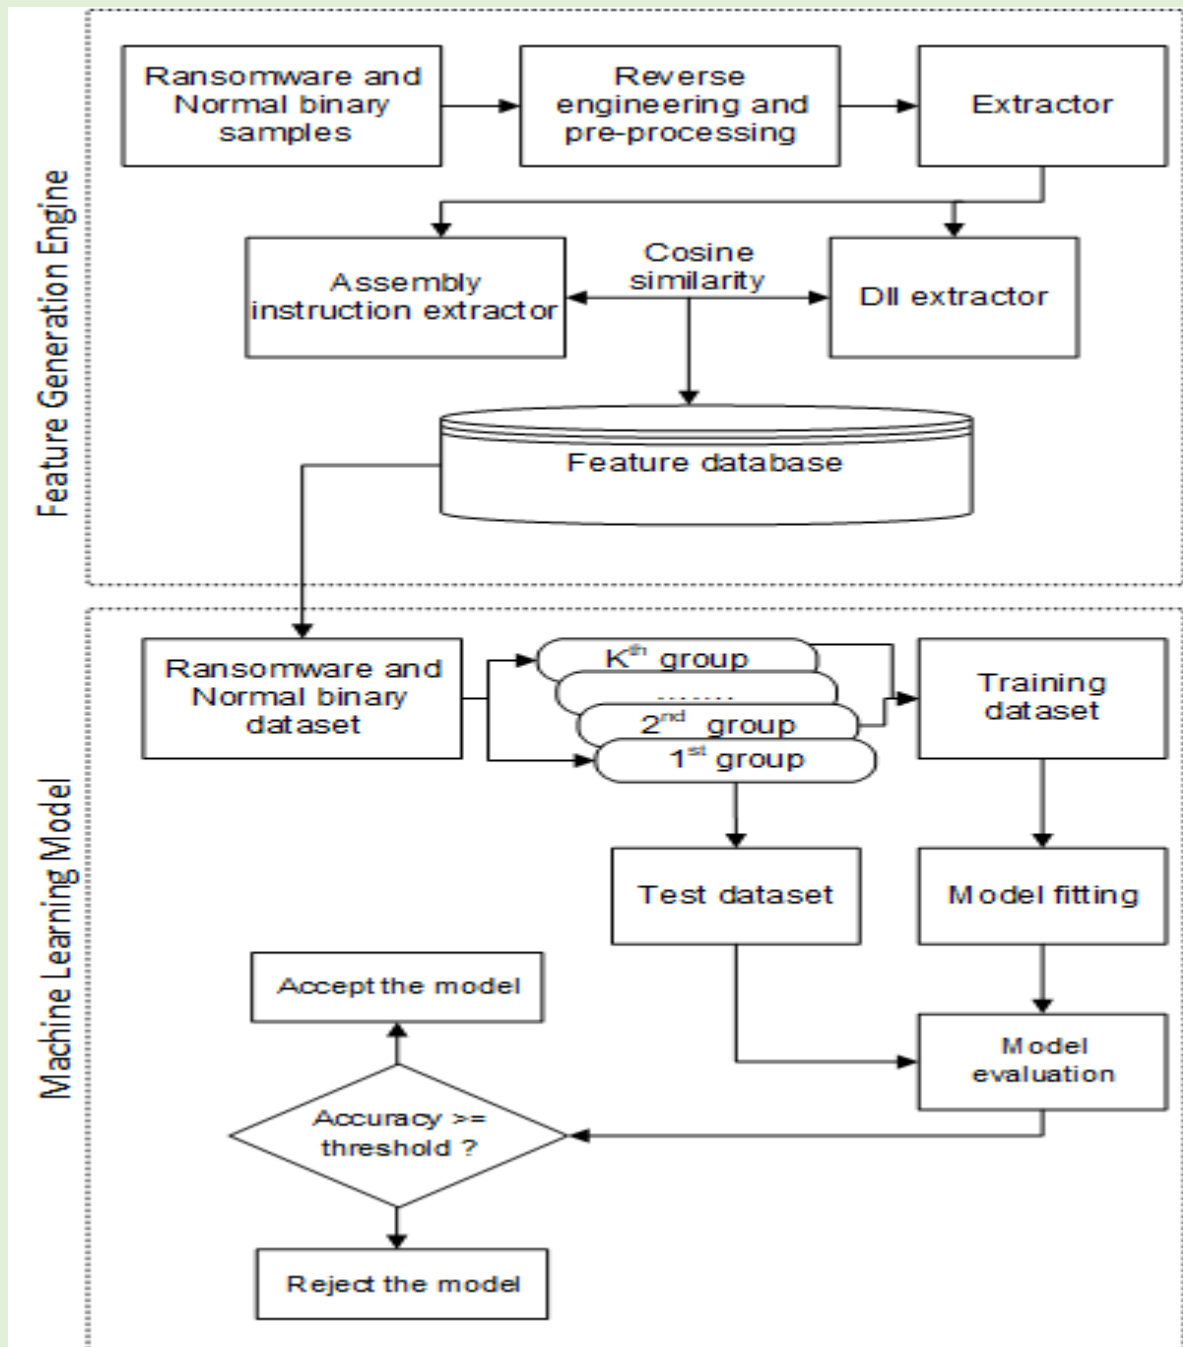 Feature Generation Engine
Ransomware and
Normal binary
samples
Reverse
engineering and
pre-processing
Extractor
Assembly
instruction extractor
Cosine
similarity
Dll extractor
Feature database
Machine Learning Model
Ransomware and
Normal binary
dataset
Kth group
.......
2nd group
1st group
Training
dataset
Test dataset
Model fitting
Accept the model
Model
evaluation
Accuracy >=
threshold ?
Reject the model